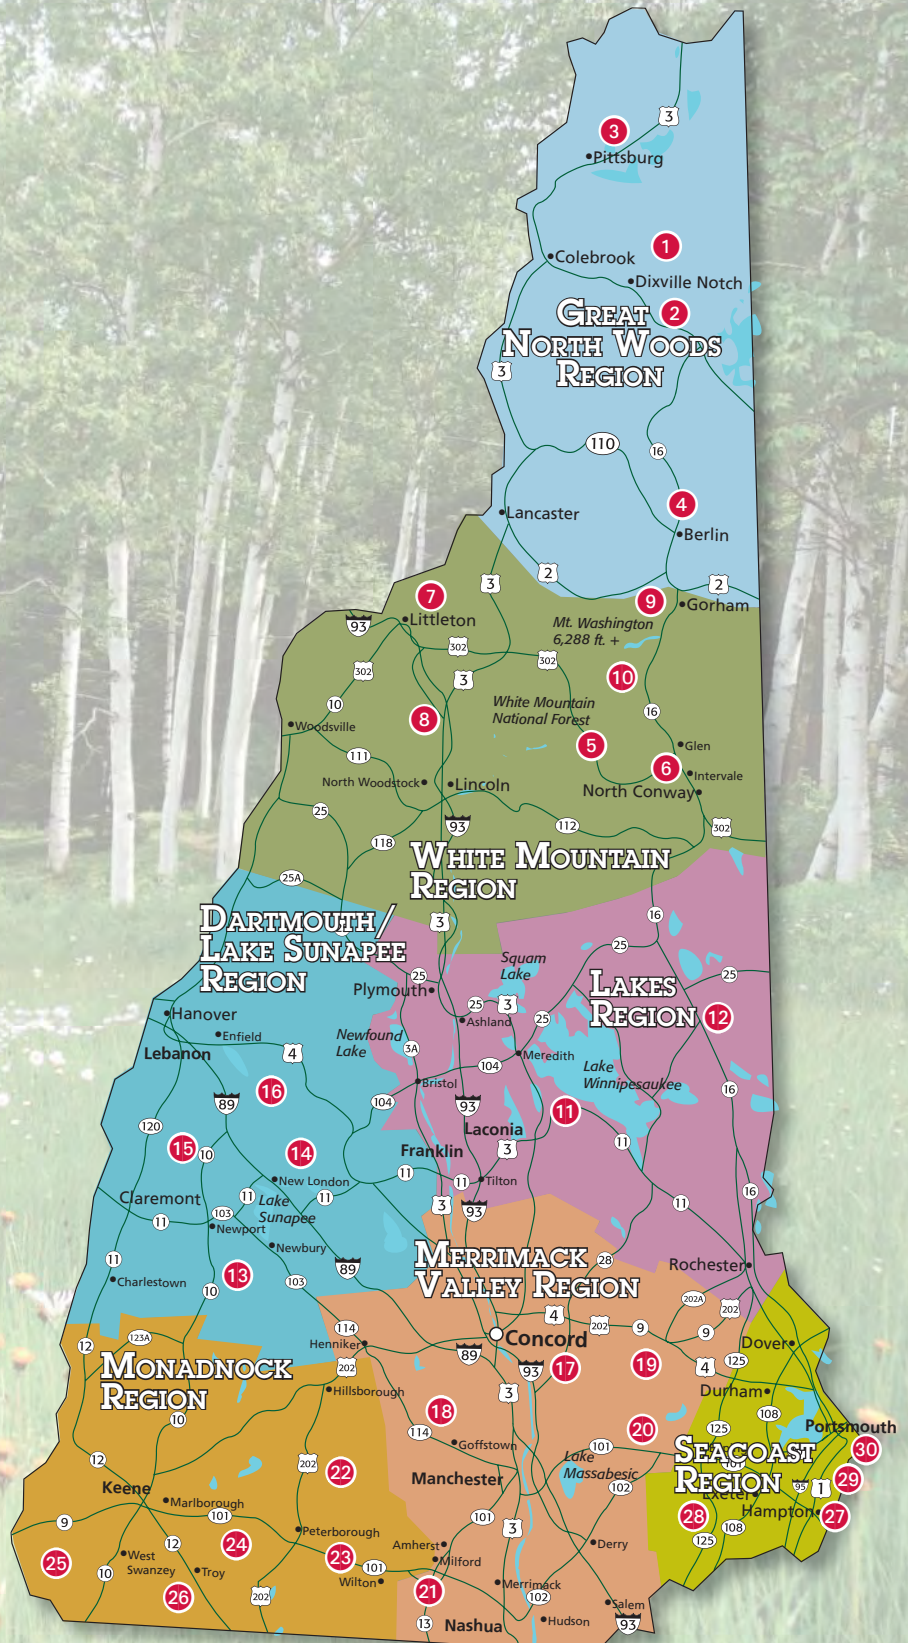 3
3
Pittsburg
1
Colebrook
Dixville Notch
2
GREAT
NORTH WOODS
REGION
3
110
16
4
Lancaster
Berlin
2
2
3
7
9
Gorham
Littleton
93
Mt. Washington
6,288 ft. +
302
302
302
3
10
10
White Mountain
National Forest
16
8
Woodsville
5
Glen
111
6
Intervale
North Woodstock
Lincoln
North Conway
25
93
112
302
118
WHITE MOUNTAIN
REGION
25A
DARTMOUTH/
LAKE SUNAPEE
REGION
3
16
25
Squam
Lake
25
25
Plymouth
LAKES
REGION
12
25
3
25
Hanover
Ashland
Enfield
Newfound
Lake
3A
Lebanon
4
Meredith
104
Lake
Winnipesaukee
Bristol
16
16
89
104
93
11
120
Laconia
11
15
10
14
Franklin
3
11
11
Tilton
New London
16
Claremont
11
Lake
Sunapee
11
3
93
11
11
103
Newport
Newbury
MERRIMACK
VALLEY REGION
28
11
89
Rochester
Charlestown
13
103
10
202A
202
4
202
9
9
114
123A
12
Henniker
Concord
Dover
89
202
93
17
19
4
125
MONADNOCK
REGION
Hillsborough
3
Durham
18
108
10
114
20
125
Portsmouth
Goffstown
101
SEACOAST
REGION
30
12
202
22
Lake
Massabesic
101
Manchester
102
95
1
29
Keene
Exeter
Marlborough
Hampton
27
101
101
28
9
3
108
Peterborough
12
24
Amherst
Derry
125
West
Swanzey
23
Milford
25
101
10
Troy
Wilton
21
Merrimack
26
202
102
Salem
13
Nashua
Hudson
93